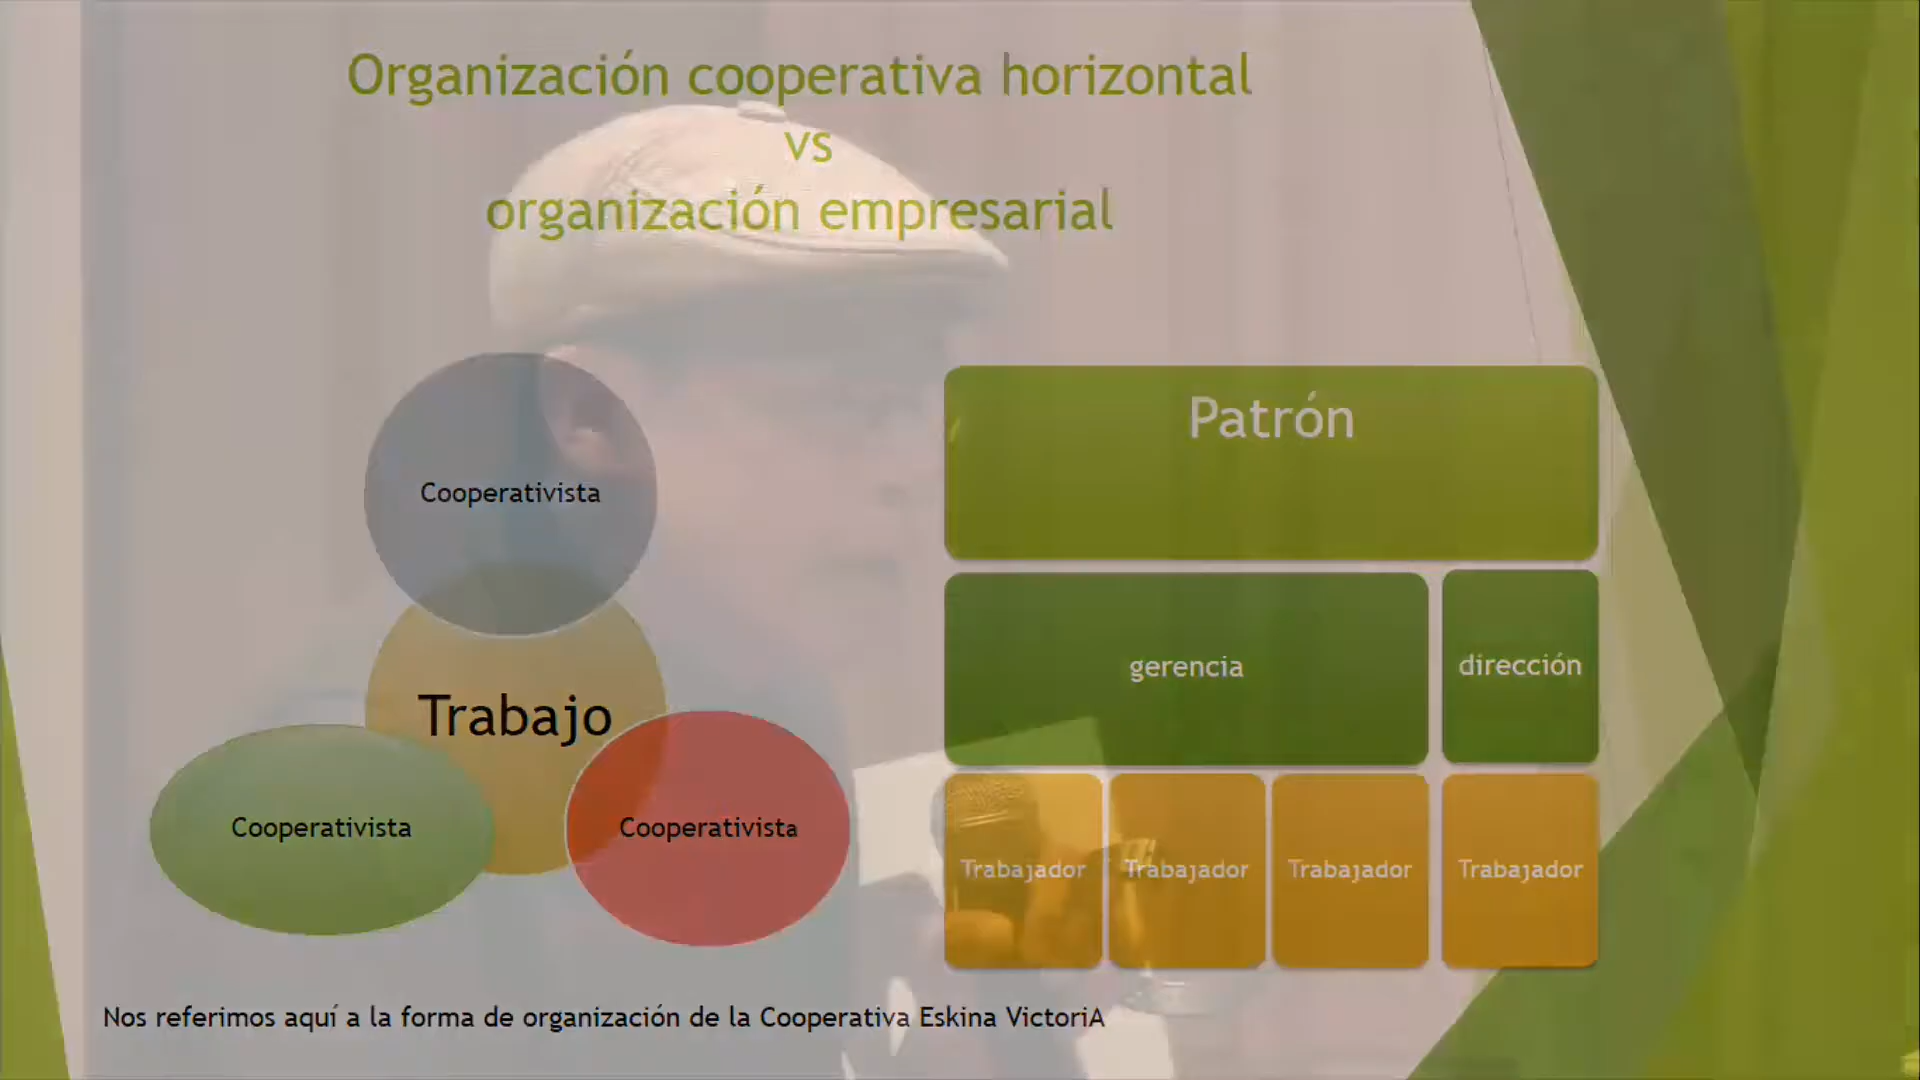 Organización cooperativa horizontal
vs
organización empresarial
Cooperativista
Trabajo
Cooperativista
Cooperativista
Patrón
gerencia
dirección
Trabajador
Trabajador
Trabajador
Trabajador
Nos referimos aquí a la forma de organización de la Cooperativa Eskina VictoriA